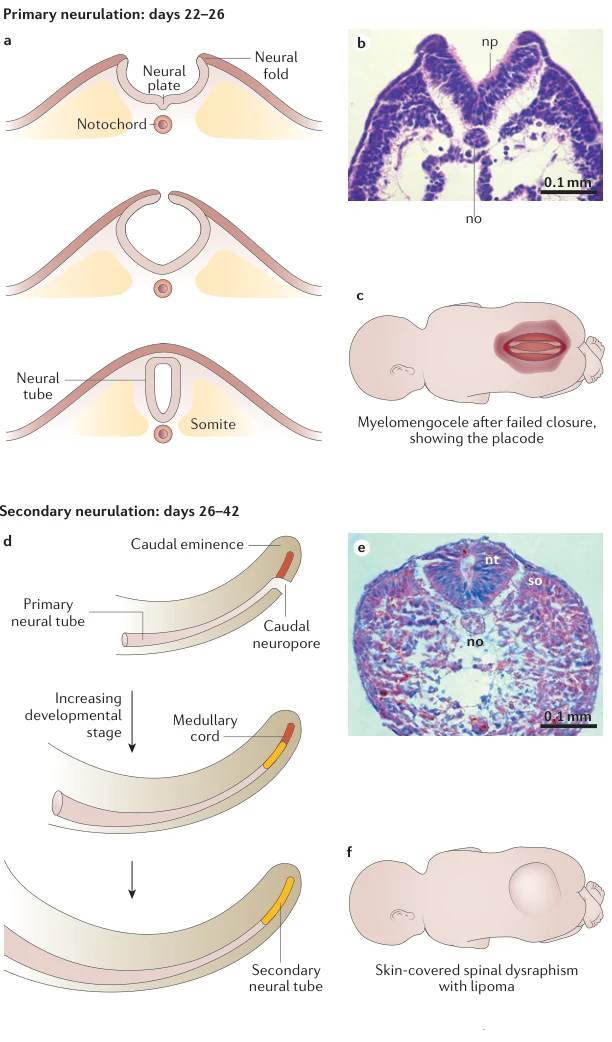 Primary neurulation: days 22–26
a
Neural
fold
Neural
plate
Notochord
b
np
0.1 mm
no
c
Myelomengocele after failed closure,
showing the placode
Neural
tube
Somite
Secondary neurulation: days 26–42
d
Caudal eminence
Primary
neural tube
Caudal
neuropore
e
nt
so
no
0.1 mm
Increasing
developmental
stage
Medullary
cord
f
Secondary
neural tube
Skin-covered spinal dysraphism
with lipoma